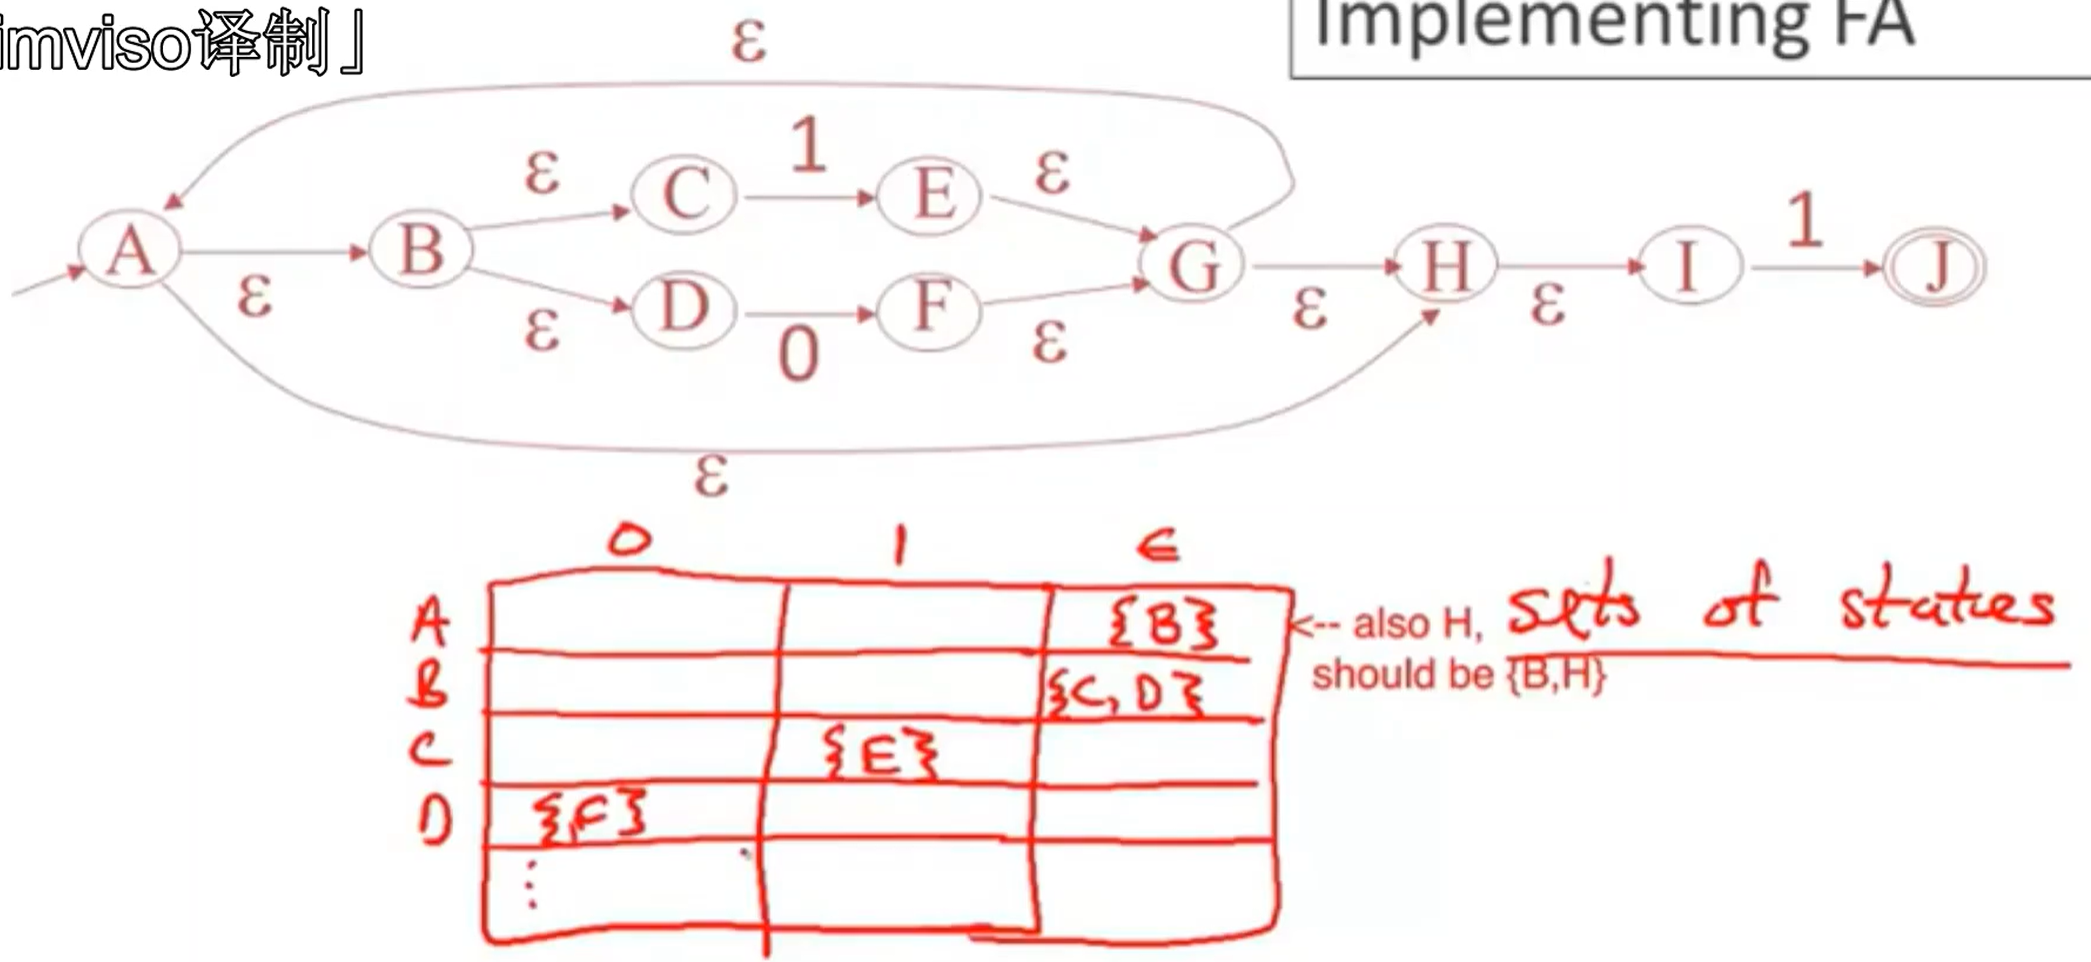 imviso译制」
Implementing FA
ε
ε 1 ε
C E
1
A B G H I J
ε ε ε
D F
ε 0 ε
ε
0 1 ε
A {B} <-- also H, sets of states
should be {B,H}
B {C, D}
C {E}
D {F}
⋮